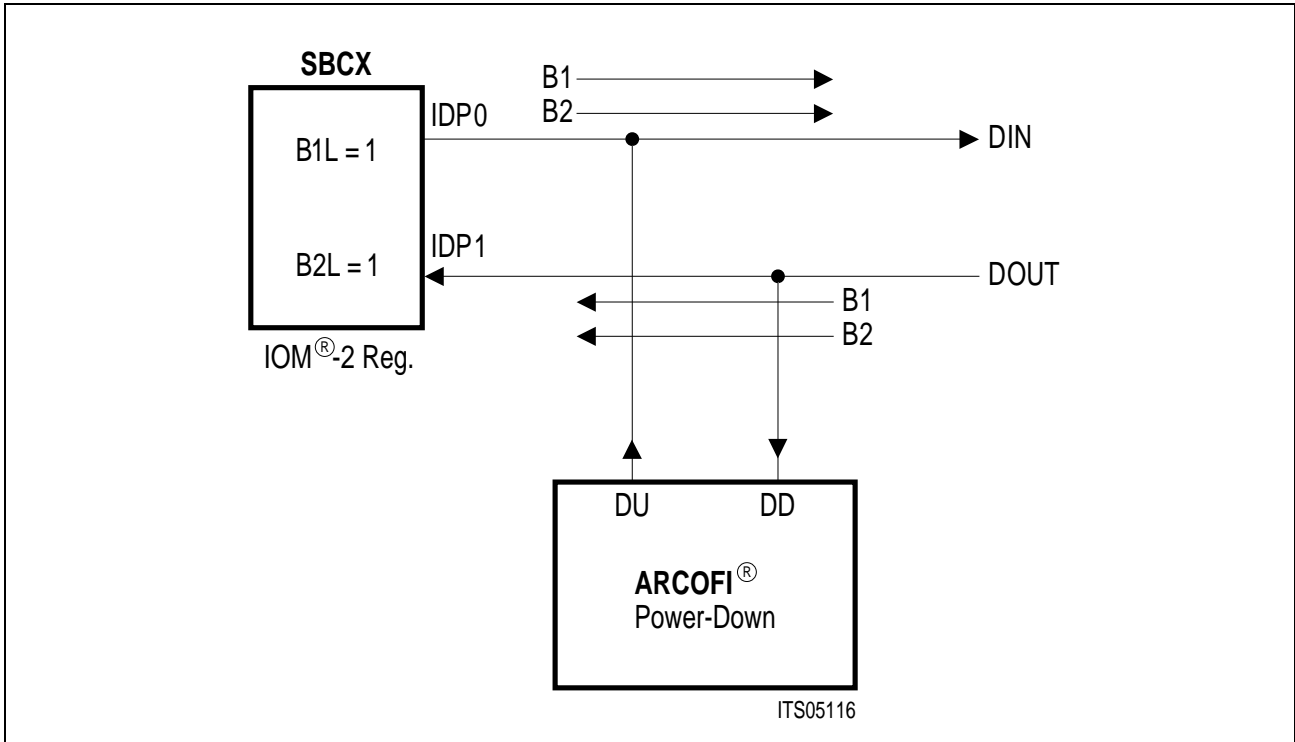 SBCX
B1
B2
IDP0
DIN
B1L = 1
IDP1
B2L = 1
DOUT
B1
B2
IOM®-2 Reg.
DU DD
ARCOFI®
Power-Down
ITS05116